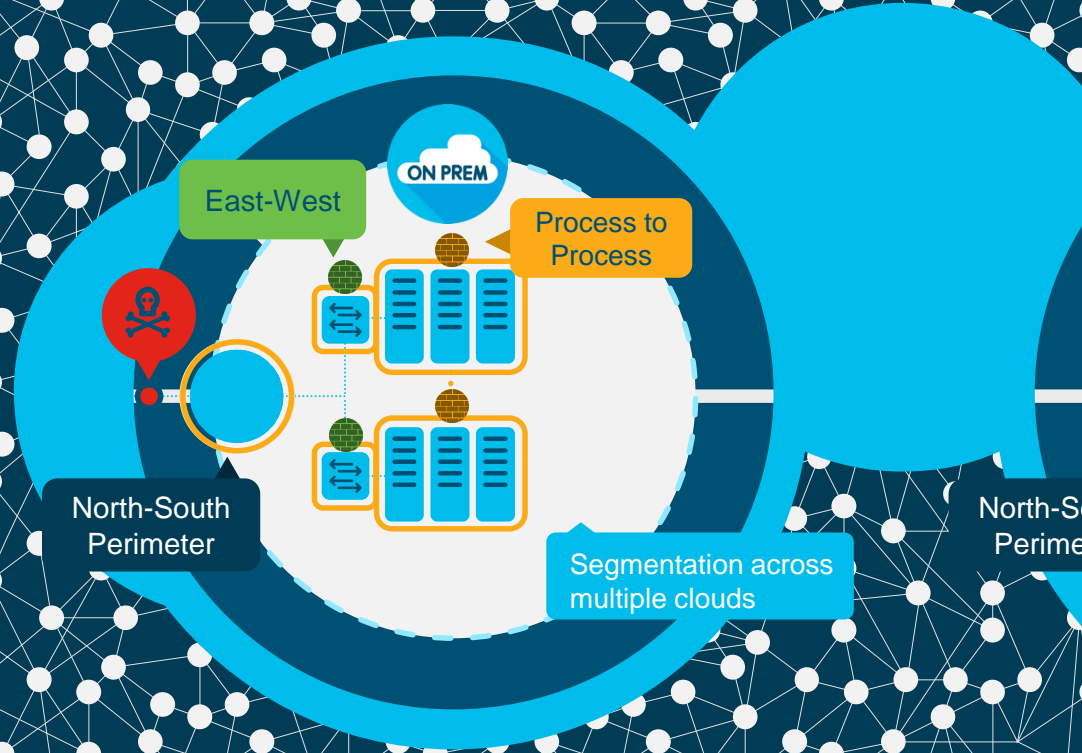 ON PREM
East-West
Process to
Process
North-South
Perimeter
Segmentation across
multiple clouds